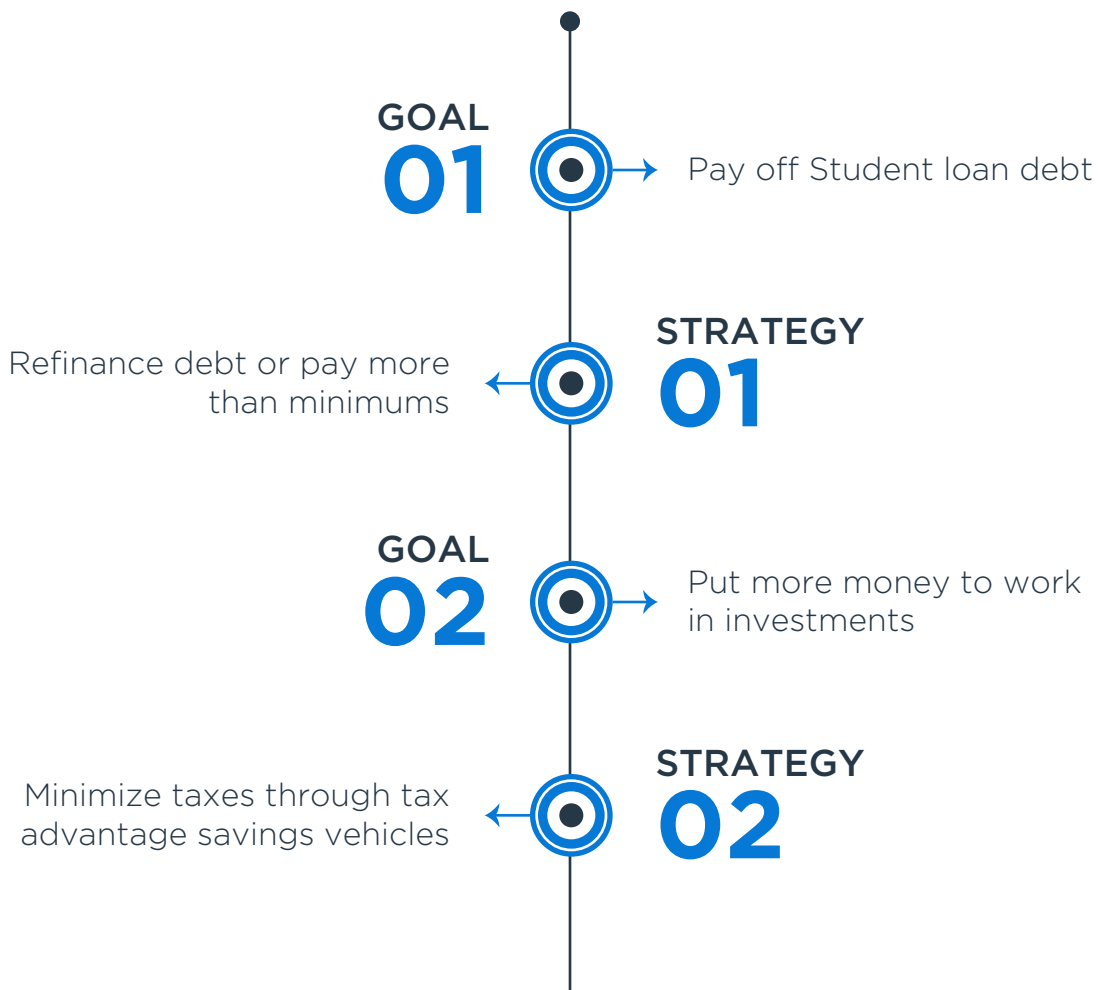 GOAL
01
Pay off Student loan debt
STRATEGY
01
Refinance debt or pay more
than minimums
GOAL
02
Put more money to work
in investments
STRATEGY
02
Minimize taxes through tax
advantage savings vehicles